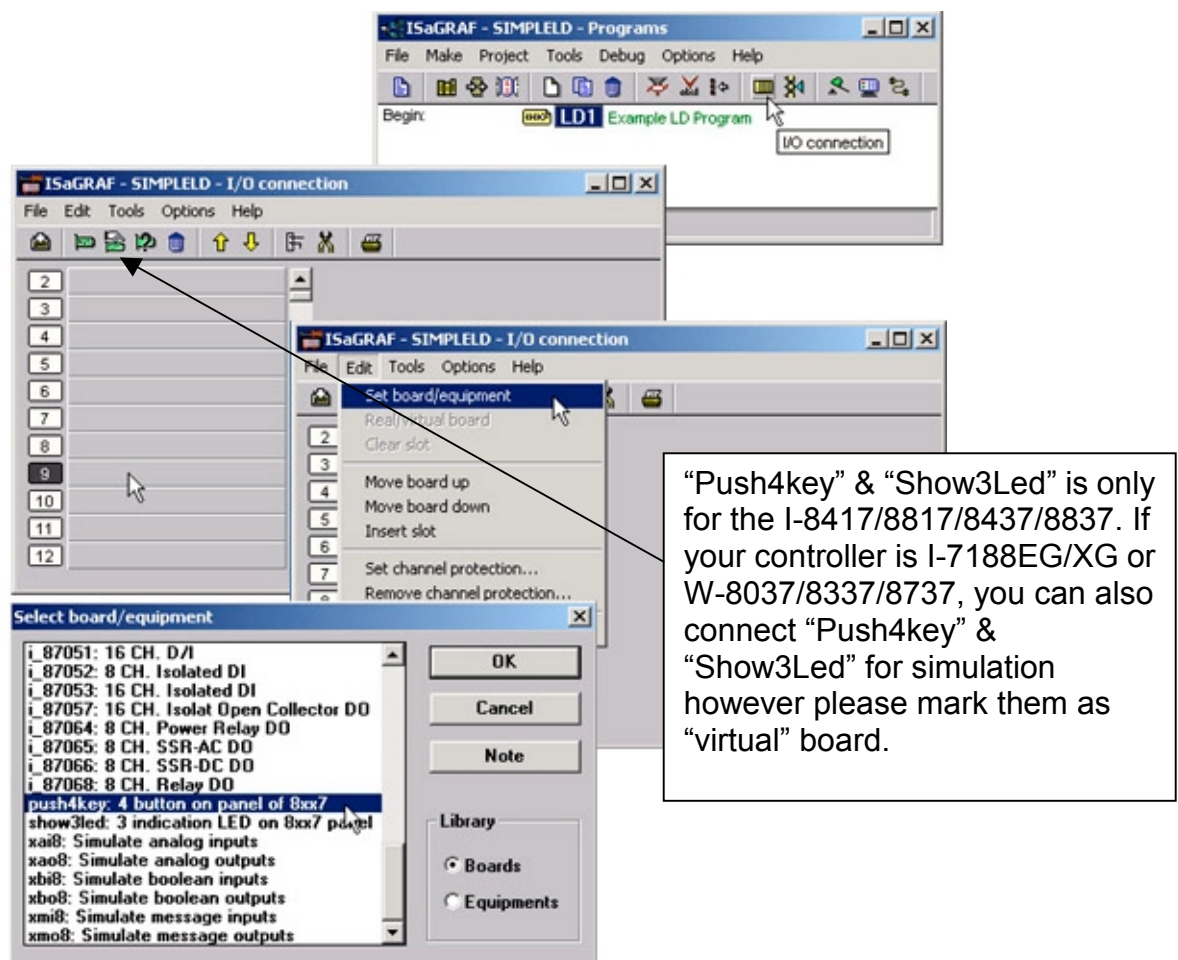 ISaGRAF - SIMPLELD - Programs
File Make Project Tools Debug Options Help
Begin: LD1 Example LD Program
I/O connection
ISaGRAF - SIMPLELD - I/O connection
File Edit Tools Options Help
2
3
4
5
6
7
8
9
10
11
12
ISaGRAF - SIMPLELD - I/O connection
File Edit Tools Options Help
Set board/equipment
Real/virtual board
Clear slot
Move board up
Move board down
Insert slot
Set channel protection...
Remove channel protection...
2
3
4
5
6
7
“Push4key” & “Show3Led” is only
for the I-8417/8817/8437/8837. If
your controller is I-7188EG/XG or
W-8037/8337/8737, you can also
connect “Push4key” &
“Show3Led” for simulation
however please mark them as
“virtual” board.
Select board/equipment
i_87051: 16 CH. D/I
i_87052: 8 CH. Isolated DI
i_87053: 16 CH. Isolated DI
i_87057: 16 CH. Isolat Open Collector DO
i_87064: 8 CH. Power Relay DO
i_87065: 8 CH. SSR-AC DO
i_87066: 8 CH. SSR-DC DO
i_87068: 8 CH. Relay DO
push4key: 4 button on panel of 8xx7
show3led: 3 indication LED on 8xx7 panel
xai8: Simulate analog inputs
xao8: Simulate analog outputs
xbi8: Simulate boolean inputs
xbo8: Simulate boolean outputs
xmi8: Simulate message inputs
xmo8: Simulate message outputs
OK
Cancel
Note
Library
Boards
Equipments